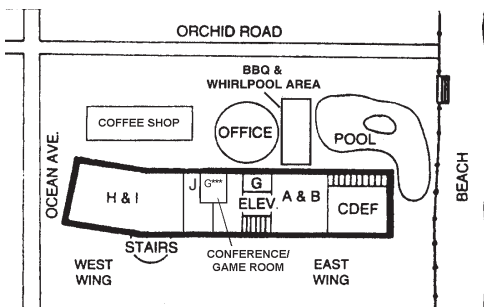 ORCHID ROAD
BBQ &
WHIRLPOOL AREA
COFFEE SHOP
OFFICE
POOL
OCEAN AVE.
BEACH
H & I
J
G***
G
ELEV.
A & B
CDEF
STAIRS
CONFERENCE/
GAME ROOM
WEST
WING
EAST
WING